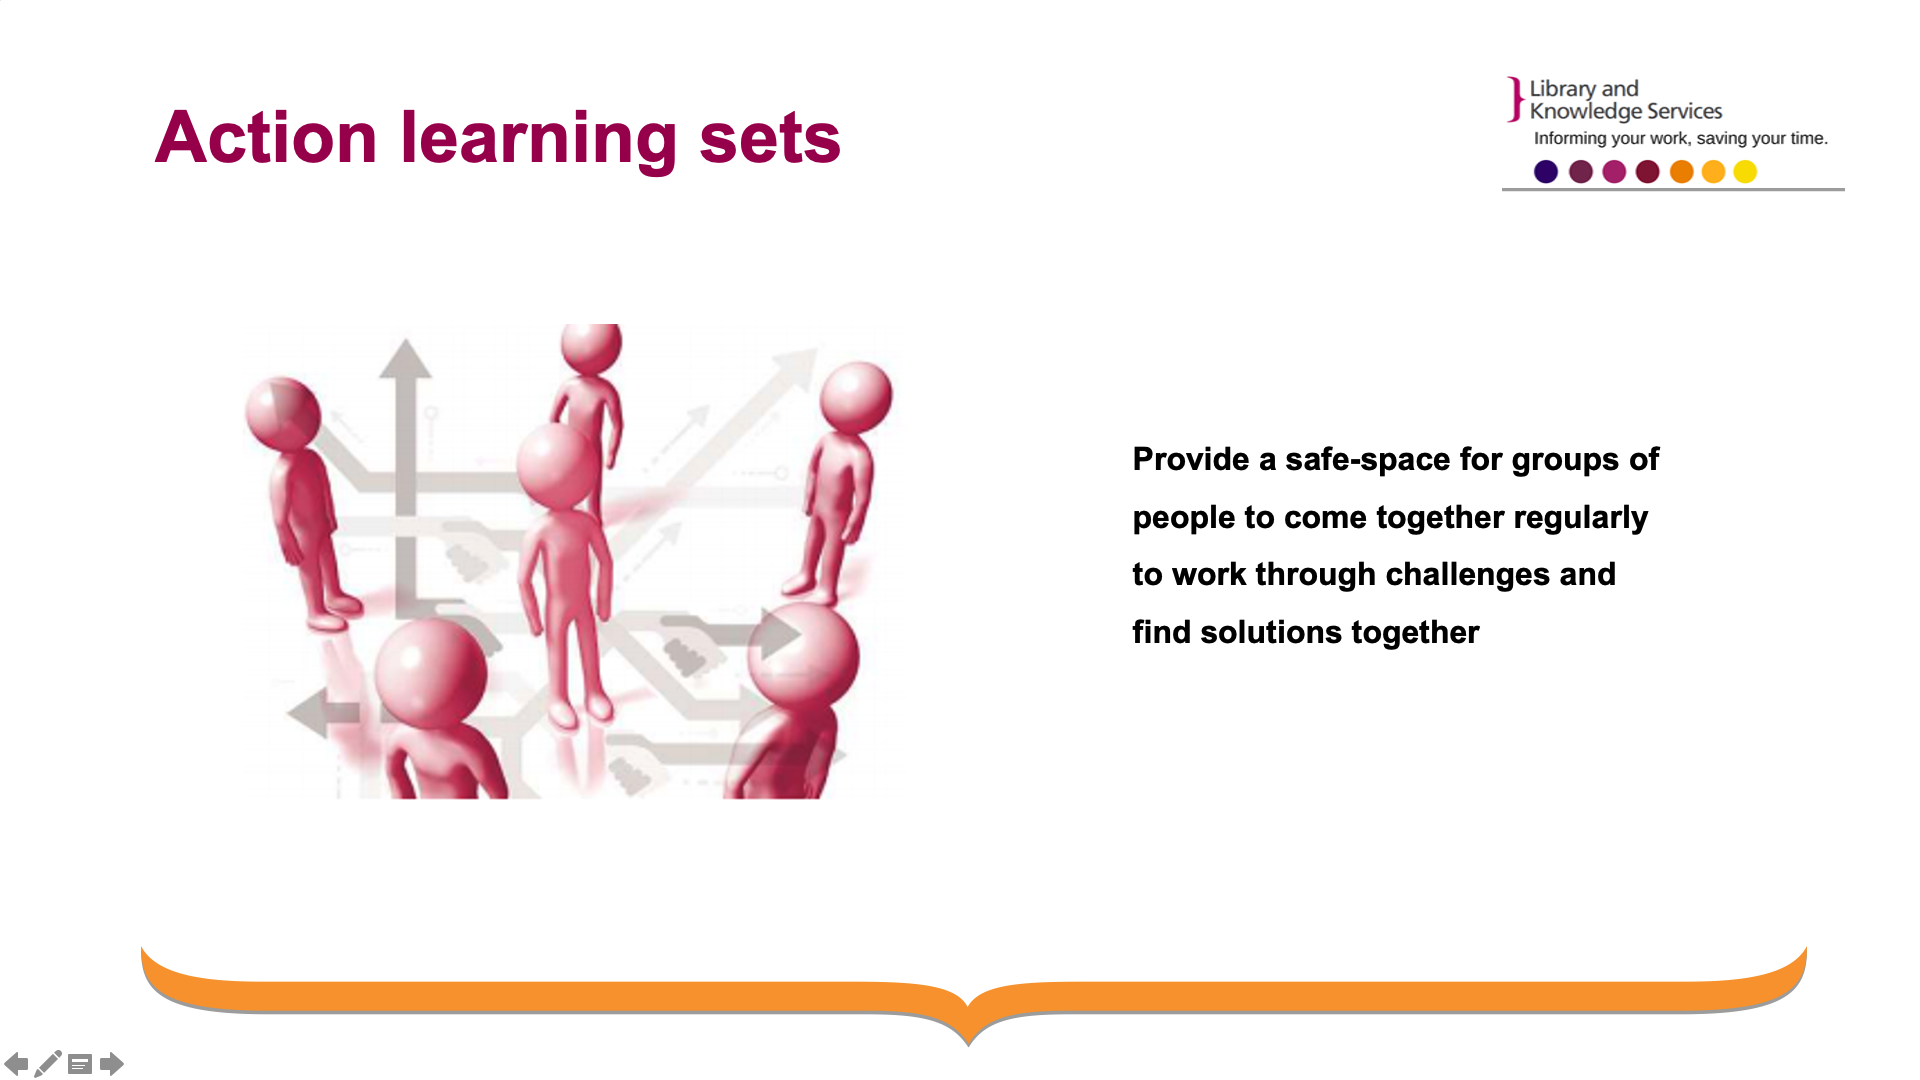 Action learning sets
Library and
Knowledge Services
Informing your work, saving your time.
Provide a safe-space for groups of
people to come together regularly
to work through challenges and
find solutions together